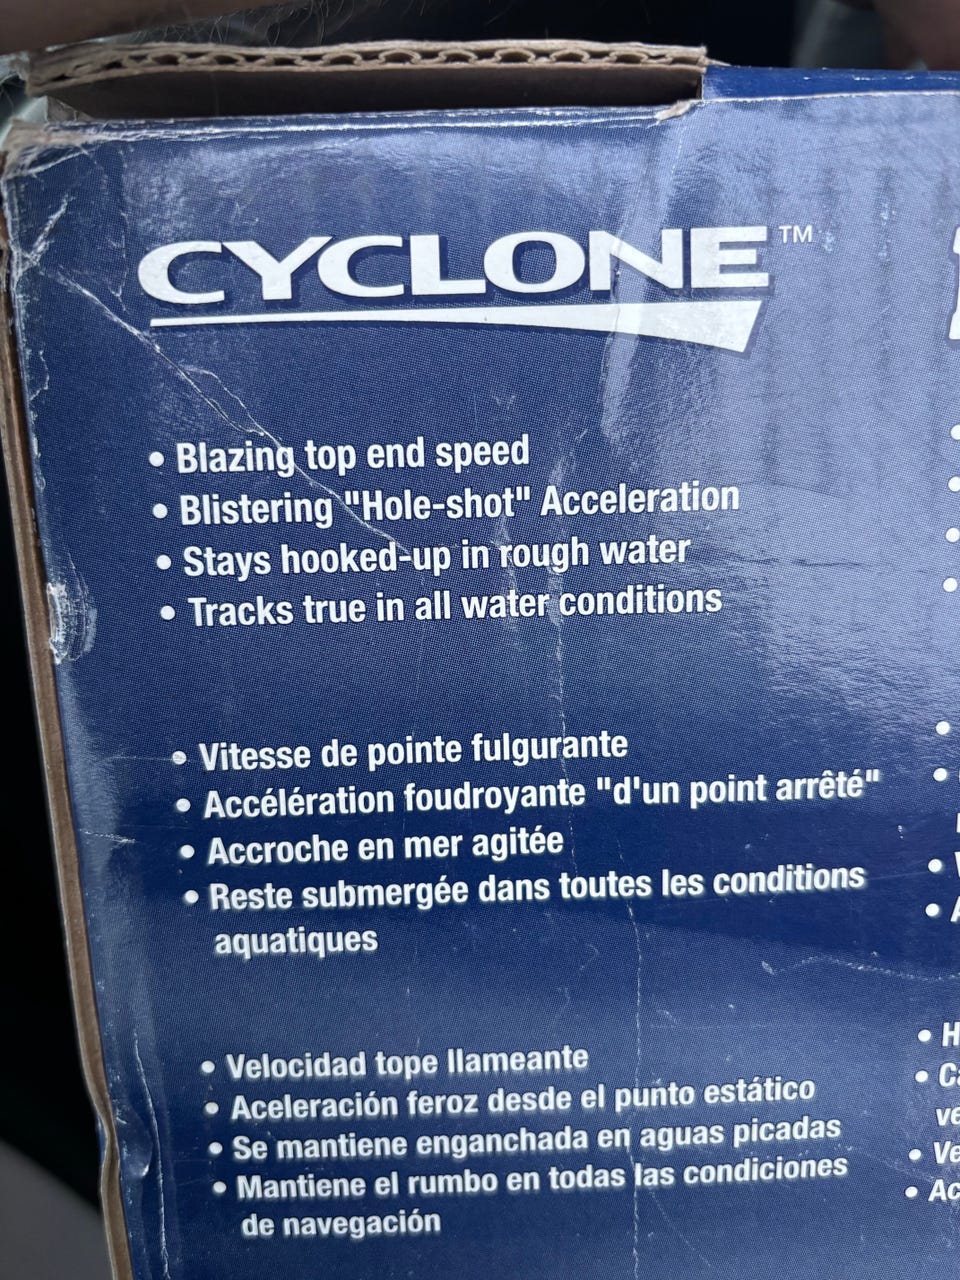 CYCLONE™
• Blazing top end speed
• Blistering "Hole-shot" Acceleration
• Stays hooked-up in rough water
• Tracks true in all water conditions
• Vitesse de pointe fulgurante
• Accélération foudroyante "d'un point arrêté"
• Accroche en mer agitée
• Reste submergée dans toutes les conditions
aquatiques
• Velocidad tope llameante
• Aceleración feroz desde el punto estático
• Se mantiene enganchada en aguas picadas
• Mantiene el rumbo en todas las condiciones
de navegación